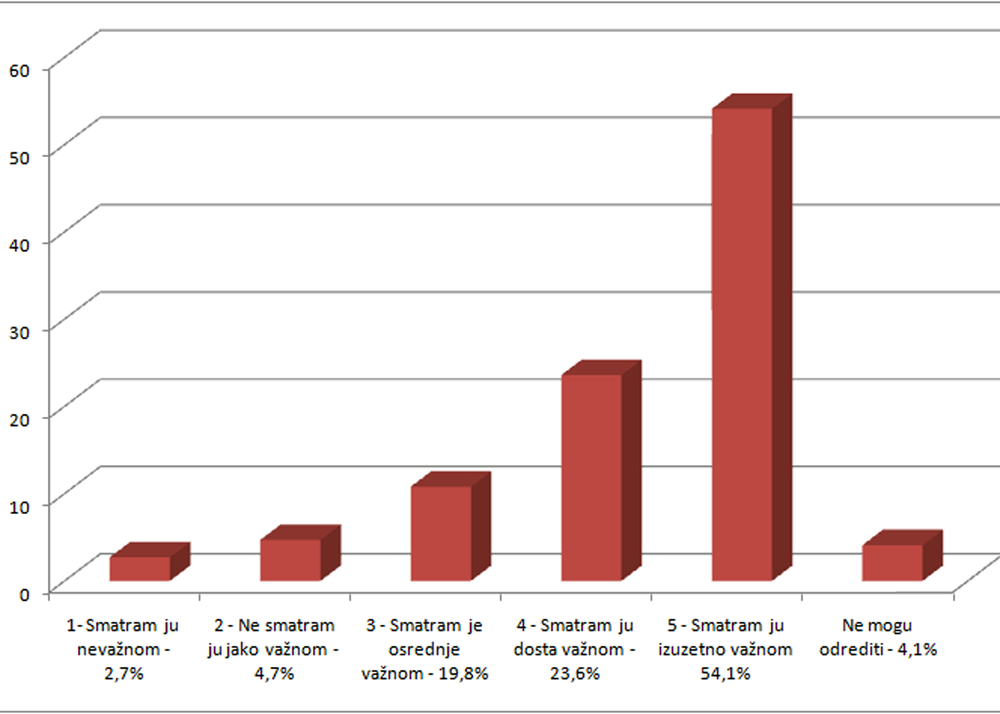 60
50
40
30
20
10
0
1- Smatram ju
nevažnom -
2,7%
2 - Ne smatram
ju jako važnom -
4,7%
3 - Smatram je
osrednje
važnom - 19,8%
4 - Smatram ju
dosta važnom -
23,6%
5 - Smatram ju
izuzetno važnom
54,1%
Ne mogu
odrediti - 4,1%